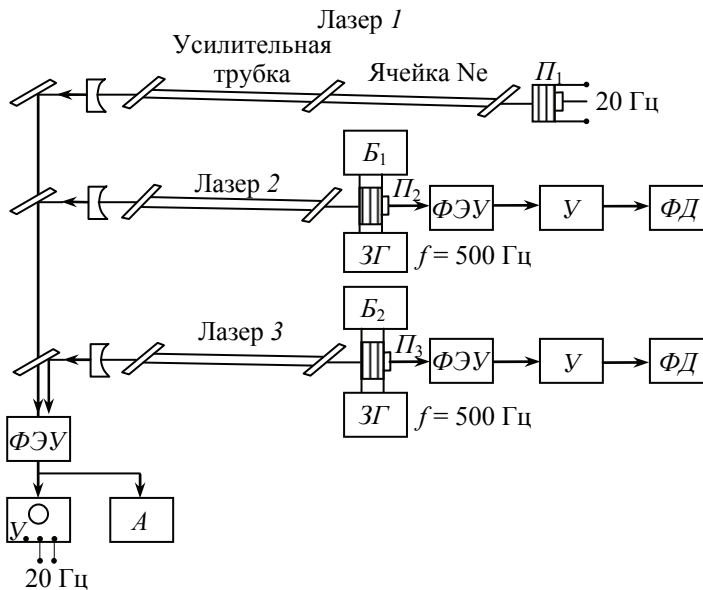 Лазер 1
Усилительная трубка
Ячейка Ne
П₁
20 Гц
Б₁
Лазер 2
П₂
ФЭУ
У
ФД
ЗГ
f = 500 Гц
Б₂
Лазер 3
П₃
ФЭУ
У
ФД
ЗГ
f = 500 Гц
ФЭУ
У
А
20 Гц